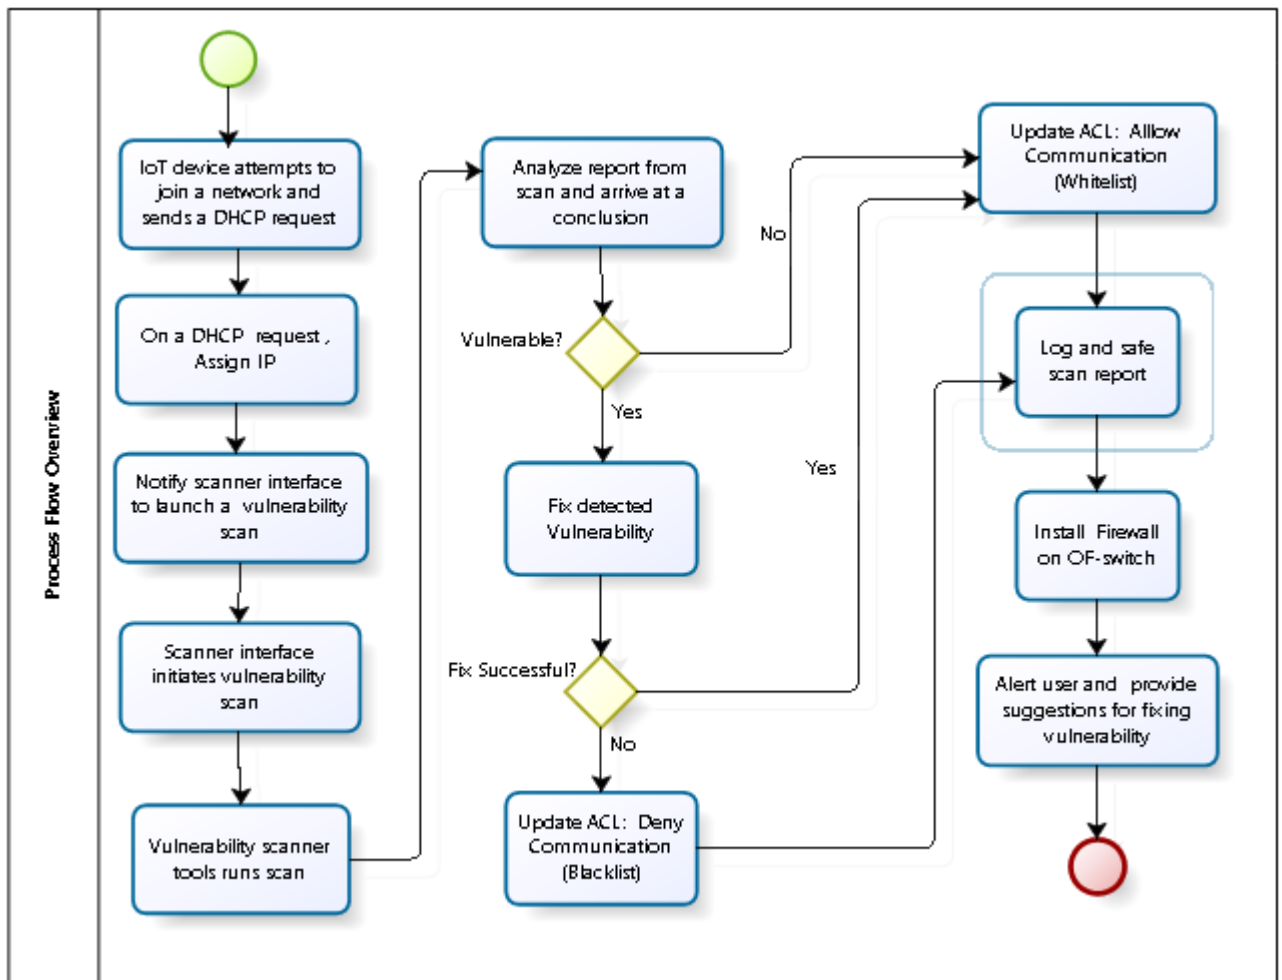 Process Flow Overview
IoT device attempts to
join a network and
sends a DHCP request
On a DHCP request ,
Assign IP
Notify scanner interface
to launch a vulnerability
scan
Scanner interface
initiates vulnerability
scan
Vulnerability scanner
tools runs scan
Analyze report from
scan and arrive at a
conclusion
Vulnerable?
No
Yes
Fix detected
Vulnerability
Fix Successful?
Yes
No
Update ACL: Deny
Communication
(Blacklist)
Update ACL: Alllow
Communication
(Whitelist)
Log and safe
scan report
Install Firewall
on OF-switch
Alert user and provide
suggestions for fixing
vulnerability